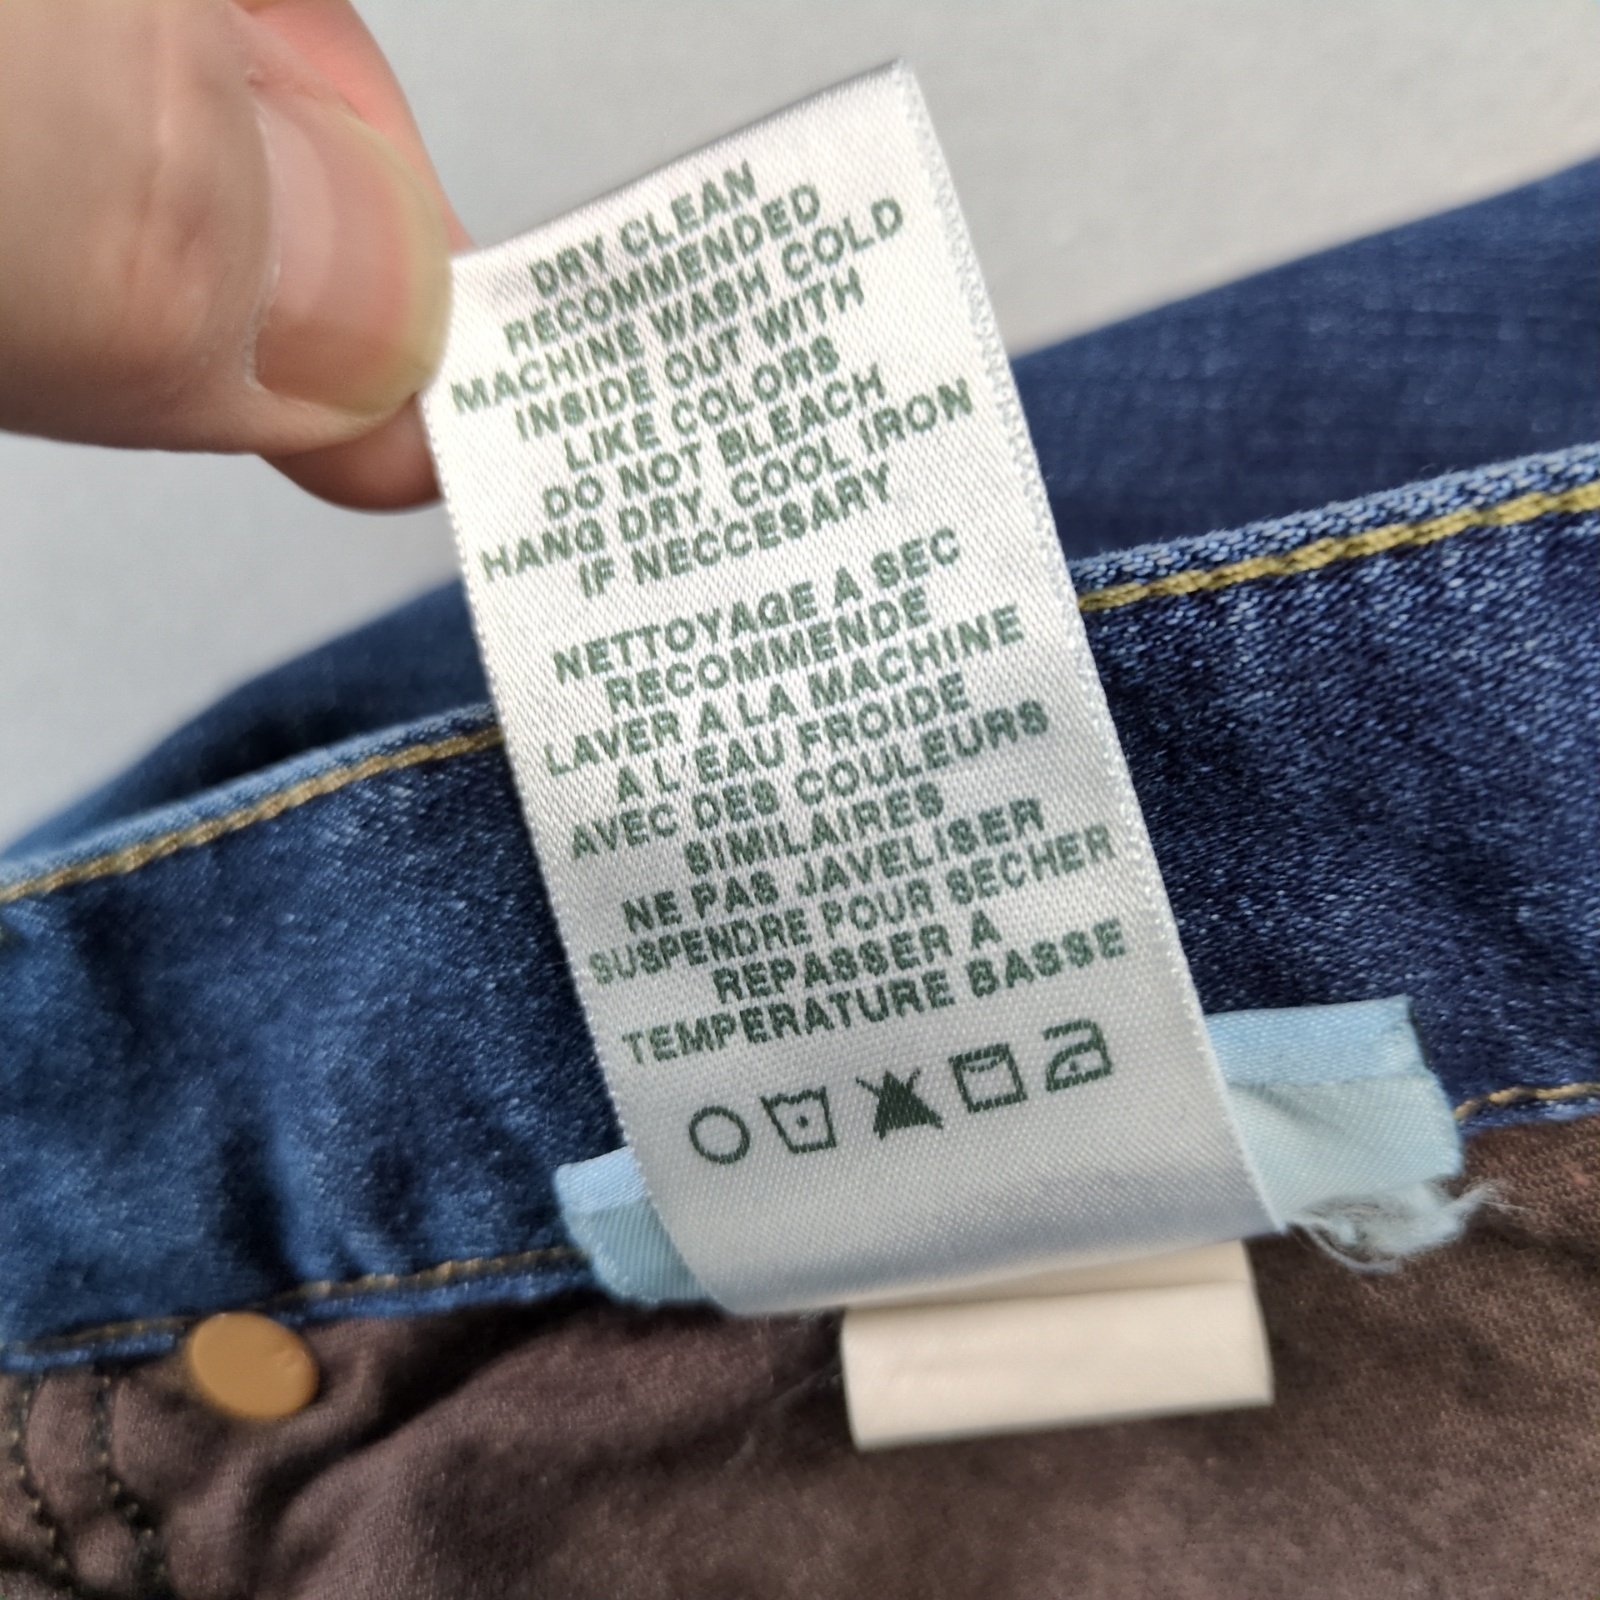 DRY CLEAN
RECOMMENDED
MACHINE WASH COLD
INSIDE OUT WITH
LIKE COLORS
DO NOT BLEACH
HANG DRY, COOL IRON
IF NECCESARY
NETTOYAGE A SEC
RECOMMENDE
LAVER A LA MACHINE
A L'EAU FROIDE
AVEC DES COULEURS
SIMILAIRES
NE PAS JAVELISER
SUSPENDRE POUR SECHER
REPASSER A
TEMPERATURE BASSE